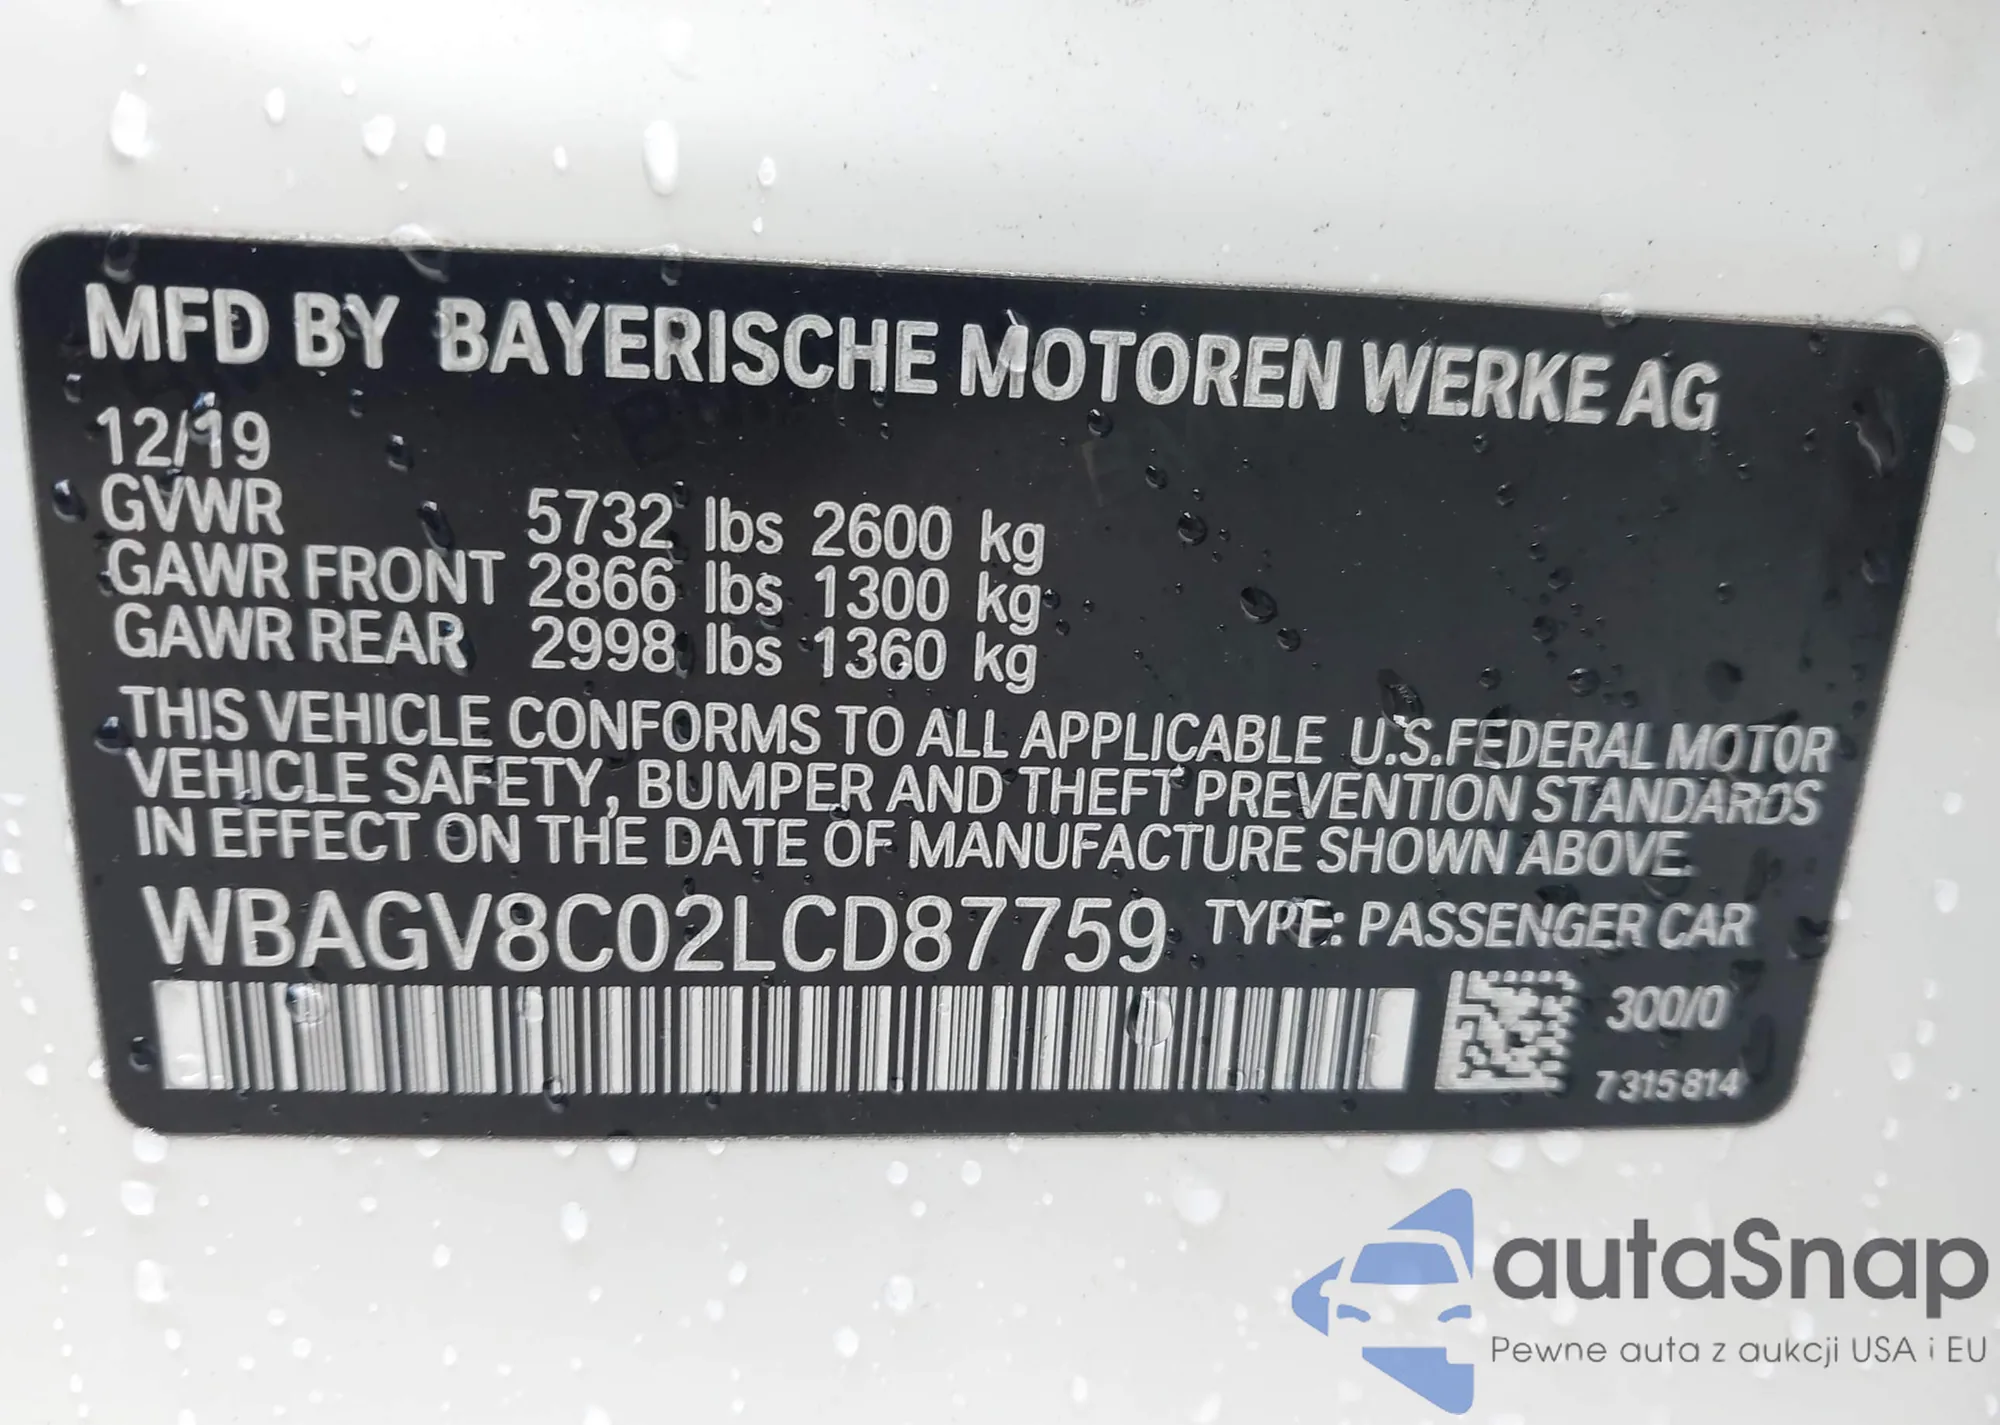 MFD BY BAYERISCHE MOTOREN WERKE AG
12/19
GVWR 5732 lbs 2600 kg
GAWR FRONT 2866 lbs 1300 kg
GAWR REAR 2998 lbs 1360 kg
THIS VEHICLE CONFORMS TO ALL APPLICABLE U.S.FEDERAL MOTOR
VEHICLE SAFETY, BUMPER AND THEFT PREVENTION STANDARDS
IN EFFECT ON THE DATE OF MANUFACTURE SHOWN ABOVE.
WBAGV8C02LCD87759 TYPE: PASSENGER CAR
300/0
7315814
autaSnap
Pewne auta z aukcji USA i EU